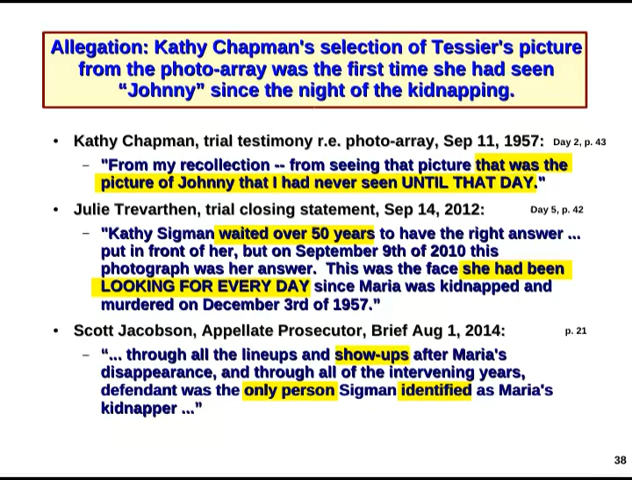 Allegation: Kathy Chapman's selection of Tessier's picture
from the photo-array was the first time she had seen
“Johnny” since the night of the kidnapping.
• Kathy Chapman, trial testimony r.e. photo-array, Sep 11, 1957: Day 2, p. 43
– "From my recollection -- from seeing that picture that was the
picture of Johnny that I had never seen UNTIL THAT DAY."
• Julie Trevarthen, trial closing statement, Sep 14, 2012: Day 5, p. 42
– "Kathy Sigman waited over 50 years to have the right answer ...
put in front of her, but on September 9th of 2010 this
photograph was her answer. This was the face she had been
LOOKING FOR EVERY DAY since Maria was kidnapped and
murdered on December 3rd of 1957.”
• Scott Jacobson, Appellate Prosecutor, Brief Aug 1, 2014: p. 21
– “... through all the lineups and show-ups after Maria's
disappearance, and through all of the intervening years,
defendant was the only person Sigman identified as Maria's
kidnapper ...”
38